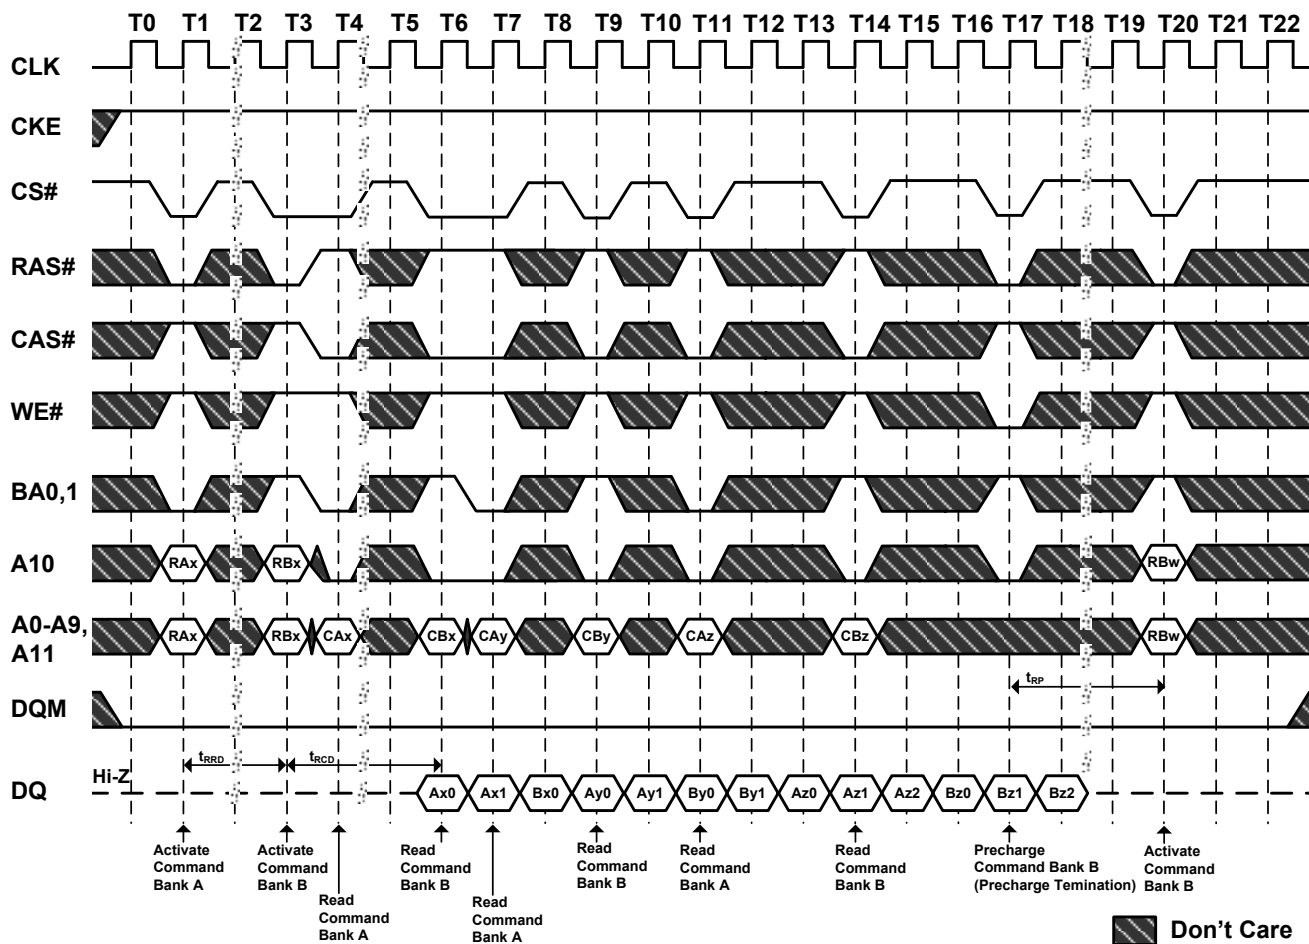 T0 T1 T2 T3 T4 T5 T6 T7 T8 T9 T10 T11 T12 T13 T14 T15 T16 T17 T18 T19 T20 T21 T22
CLK
CKE
CS#
RAS#
CAS#
WE#
BA0,1
A10
RAx RBx RBw
A0-A9,
A11
RAx RBx CAx CBx CAy CBy CAz CBz RBw
tRP
DQM
tRRD tRCD
Hi-Z
DQ
Ax0 Ax1 Bx0 Ay0 Ay1 By0 By1 Az0 Az1 Az2 Bz0 Bz1 Bz2
Activate
Command
Bank A
Activate
Command
Bank B
Read
Command
Bank A
Read
Command
Bank B
Read
Command
Bank A
Read
Command
Bank B
Read
Command
Bank A
Read
Command
Bank B
Precharge
Command Bank B
(Precharge Temination)
Activate
Command
Bank B
Don't Care